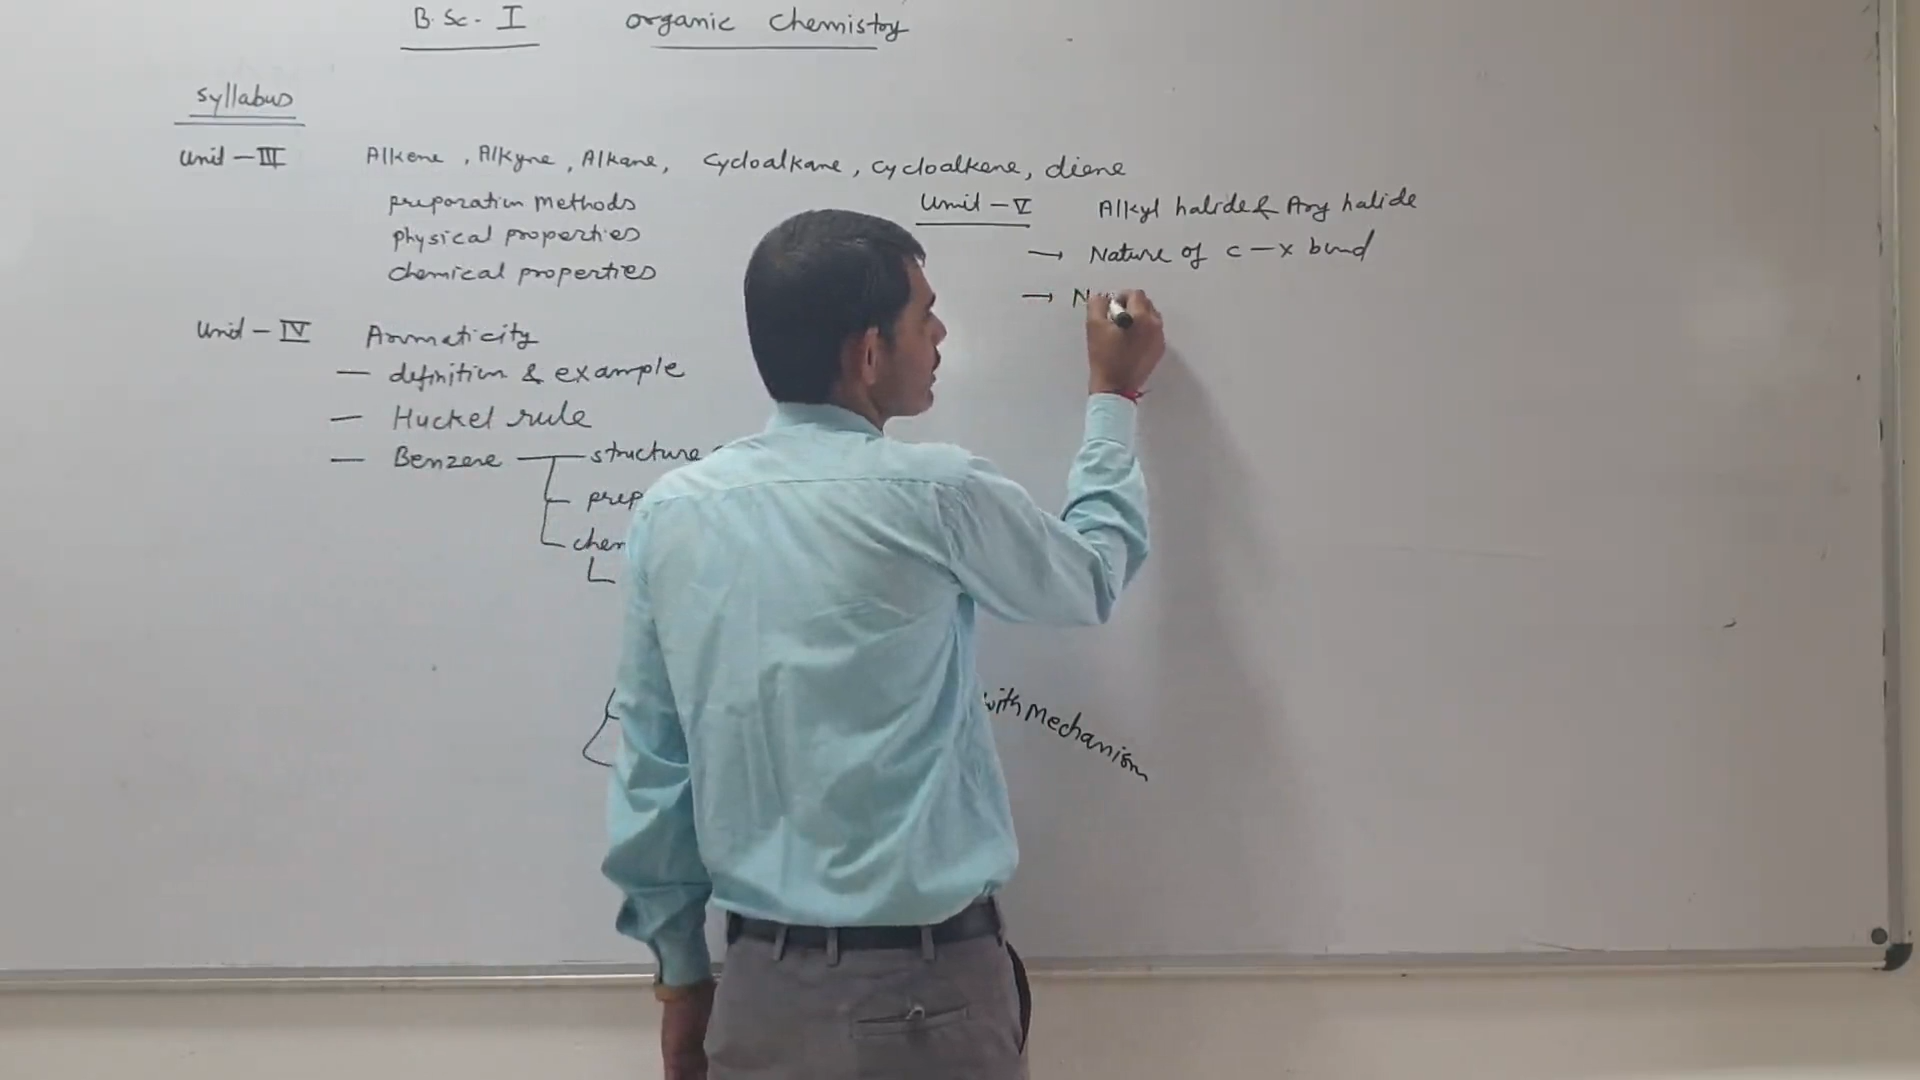 B.Sc. I organic chemistry
syllabus
Unit - III Alkene, Alkyne, Alkane, cycloalkane, cycloalkene, diene
preparation methods
physical properties
chemical properties
Unit - IV Aromaticity
— definition & example
— Huckel rule
— Benzene — structure
prep
chem
with mechanism
Unit - V Alkyl halide & Ary halide
→ Nature of c-x bond
→ N